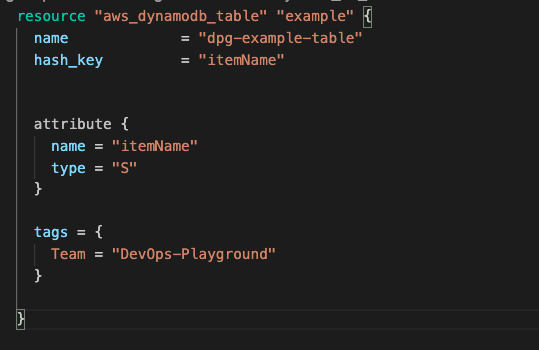 resource "aws_dynamodb_table" "example" {
name = "dpg-example-table"
hash_key = "itemName"
attribute {
name = "itemName"
type = "S"
}
tags = {
Team = "DevOps-Playground"
}
}